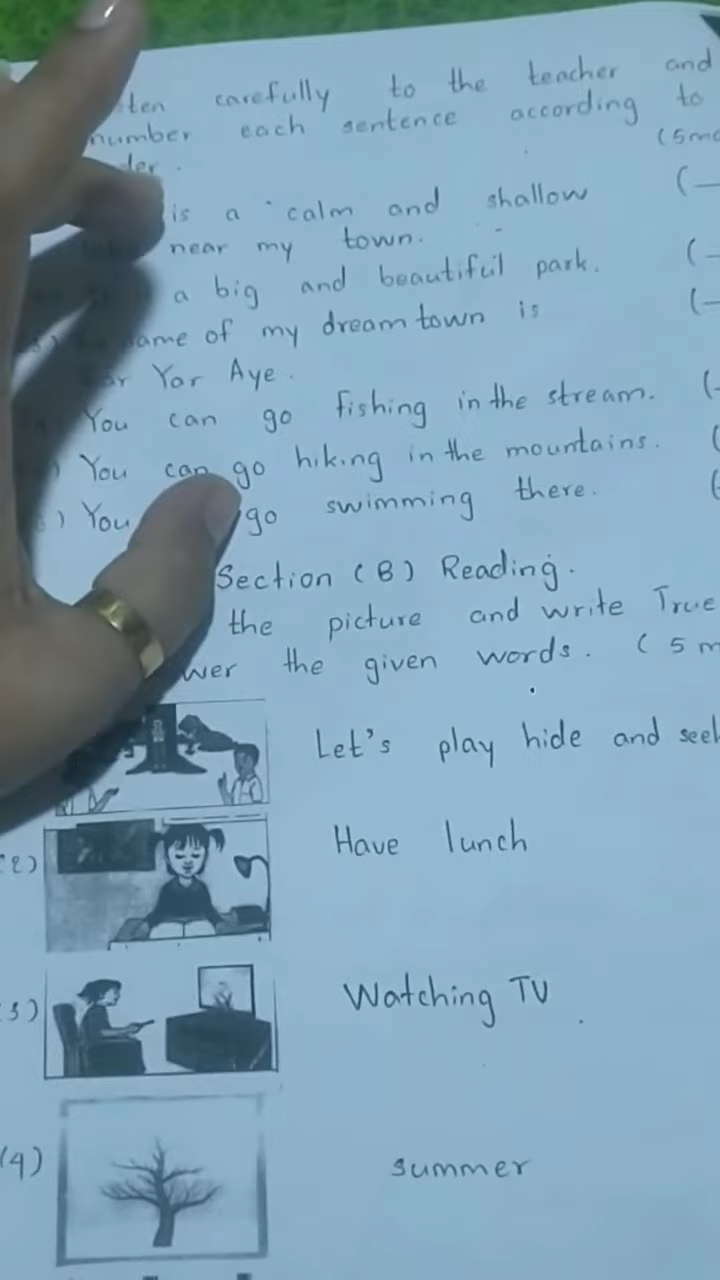 carefully to the teacher and
number each sentence according to
(5
is a calm and shallow (
near my town.
a big and beautiful park. (
name of my dream town is (
Yar Aye.
You can go fishing in the stream. (
) You can go hiking in the mountains. (
) You go swimming there. (
Section (B) Reading.
the picture and write True
the given words. (5
Let's play hide and
(2) Have lunch
(3) Watching TV
(4) summer